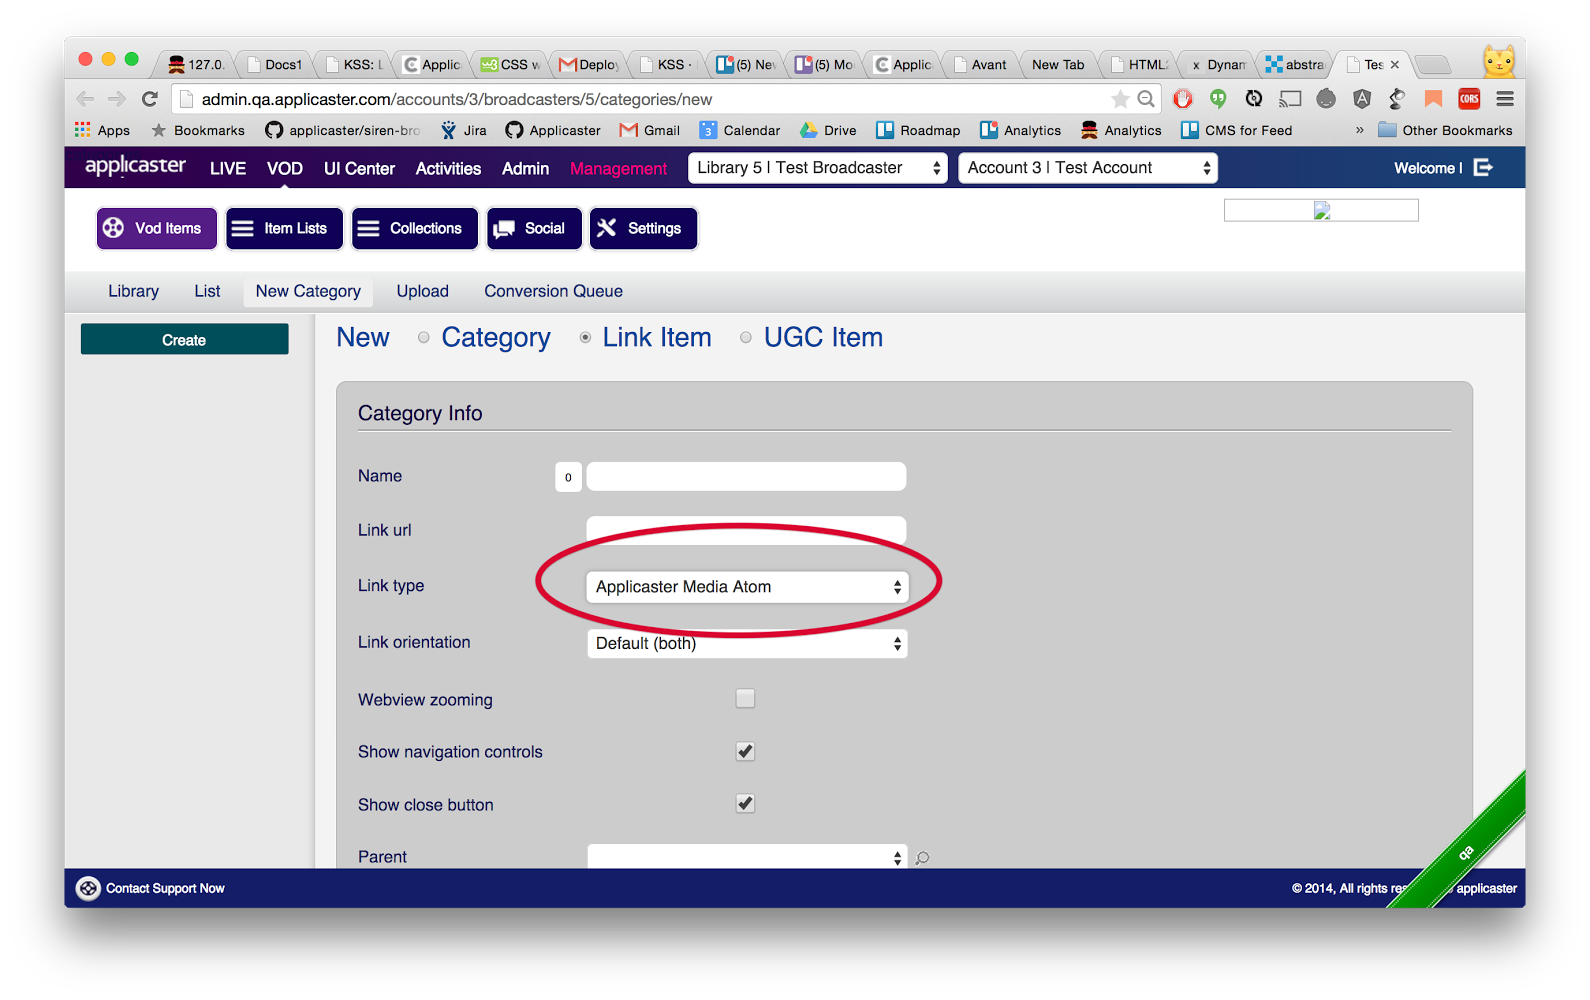 127.0. Docs1 KSS: L Applic CSS w Deploy KSS - (5) Nev (5) Mo Applic Avant New Tab HTML Dynam abstra Tes
admin.qa.applicaster.com/accounts/3/broadcasters/5/categories/new
CORS
Apps Bookmarks applicaster/siren-bro Jira Applicaster Gmail 3 Calendar Drive Roadmap Analytics Analytics CMS for Feed » Other Bookmarks
applicaster LIVE VOD UI Center Activities Admin Management Library 5 | Test Broadcaster Account 3 | Test Account Welcome |
Vod Items Item Lists Collections Social Settings
Library List New Category Upload Conversion Queue
Create
New Category Link Item UGC Item
Category Info
Name 0
Link url
Link type Applicaster Media Atom
Link orientation Default (both)
Webview zooming
Show navigation controls
Show close button
Parent
qa
Contact Support Now © 2014, All rights res applicaster